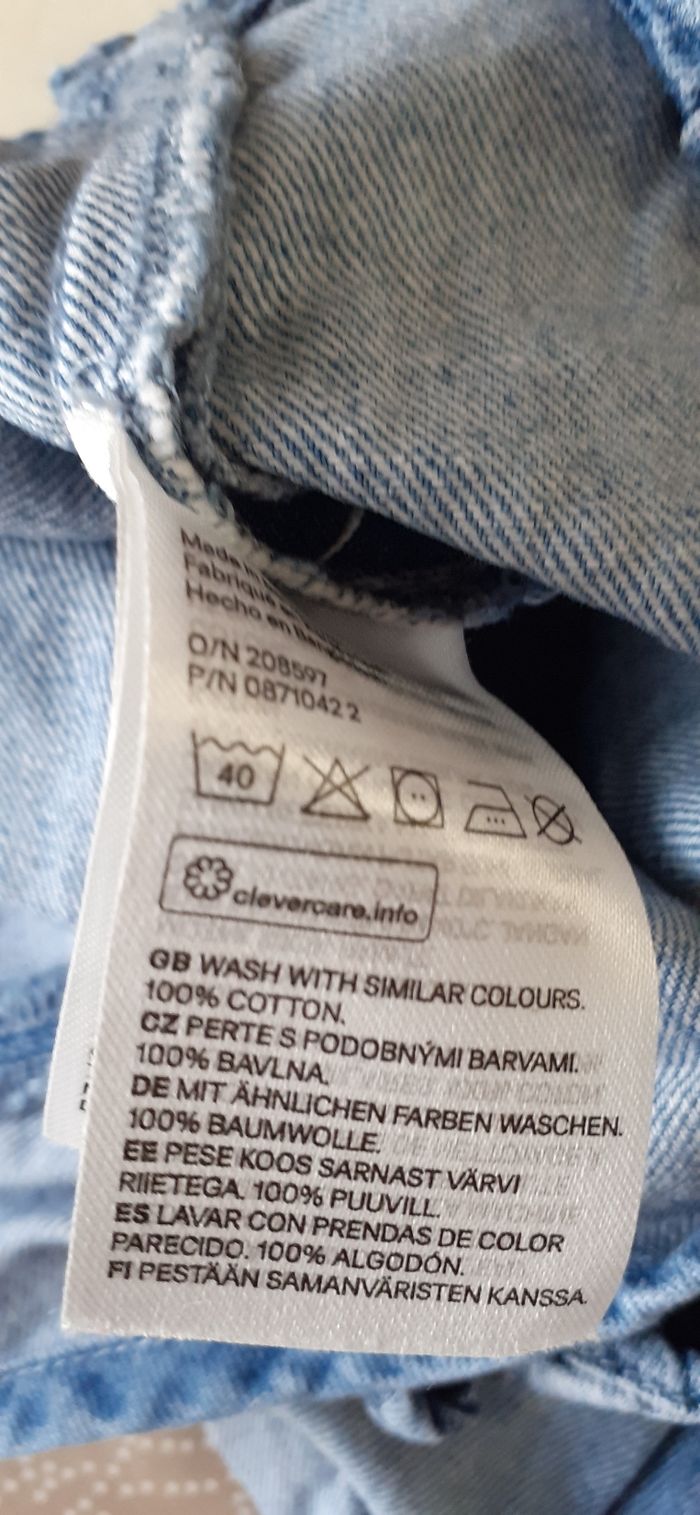 Made in
Fabriqué
Hecho en
O/N 208597
P/N 0871042 2
40
clevercare.info
GB WASH WITH SIMILAR COLOURS.
100% COTTON.
CZ PERTE S PODOBNÝMI BARVAMI.
100% BAVLNA.
DE MIT ÄHNLICHEN FARBEN WASCHEN.
100% BAUMWOLLE.
EE PESE KOOS SARNAST VÄRVI
RIIETEGA. 100% PUUVILL.
ES LAVAR CON PRENDAS DE COLOR
PARECIDO. 100% ALGODÓN.
FI PESTÄÄN SAMANVÄRISTEN KANSSA.